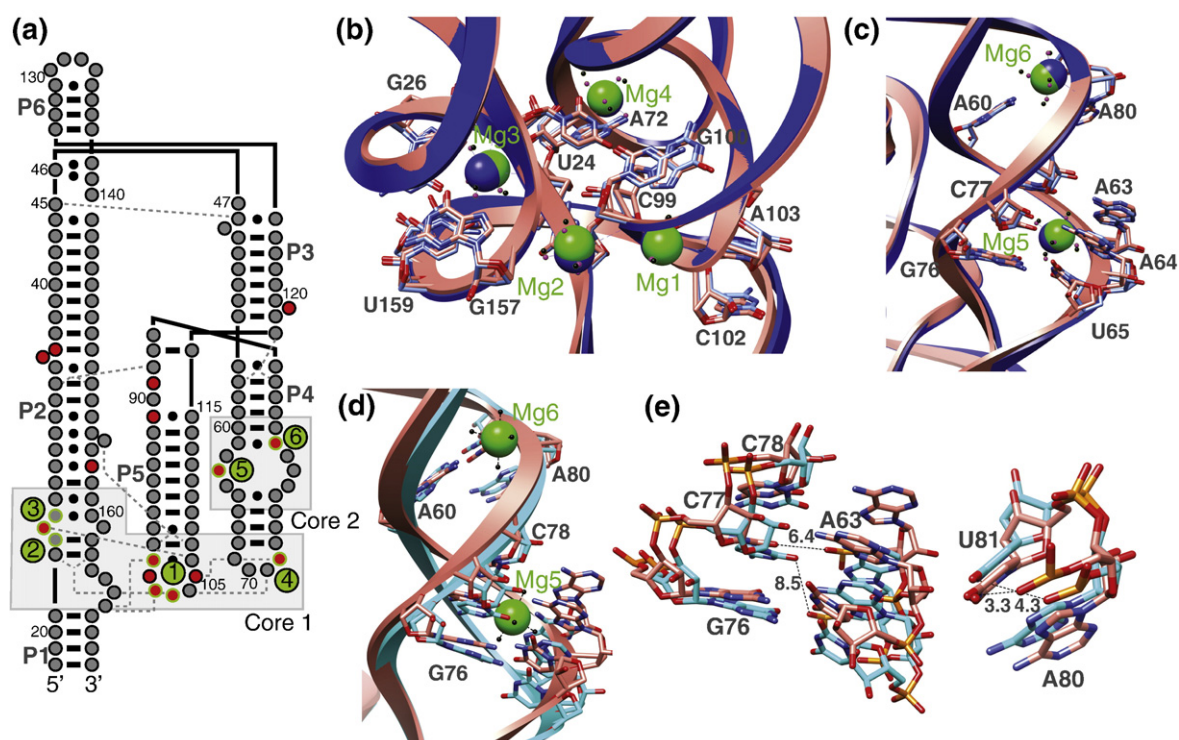 (a)
130
P6
46
45
140
47
P3
40
120
P2
90
115
P4
60
P5
6
5
3
160
Core 2
2
1
105
70
4
Core 1
20
P1
5’ 3’
(b)
G26
Mg4
A72
Mg3
U24
C99
A103
U159
G157
Mg2
Mg1
C102
(c)
Mg6
A60
A80
C77
A63
Mg5
G76
A64
U65
(d)
Mg6
A60
A80
C78
Mg5
G76
(e)
C78
C77
A63
6.4
8.5
G76
U81
3.3 4.3
A80